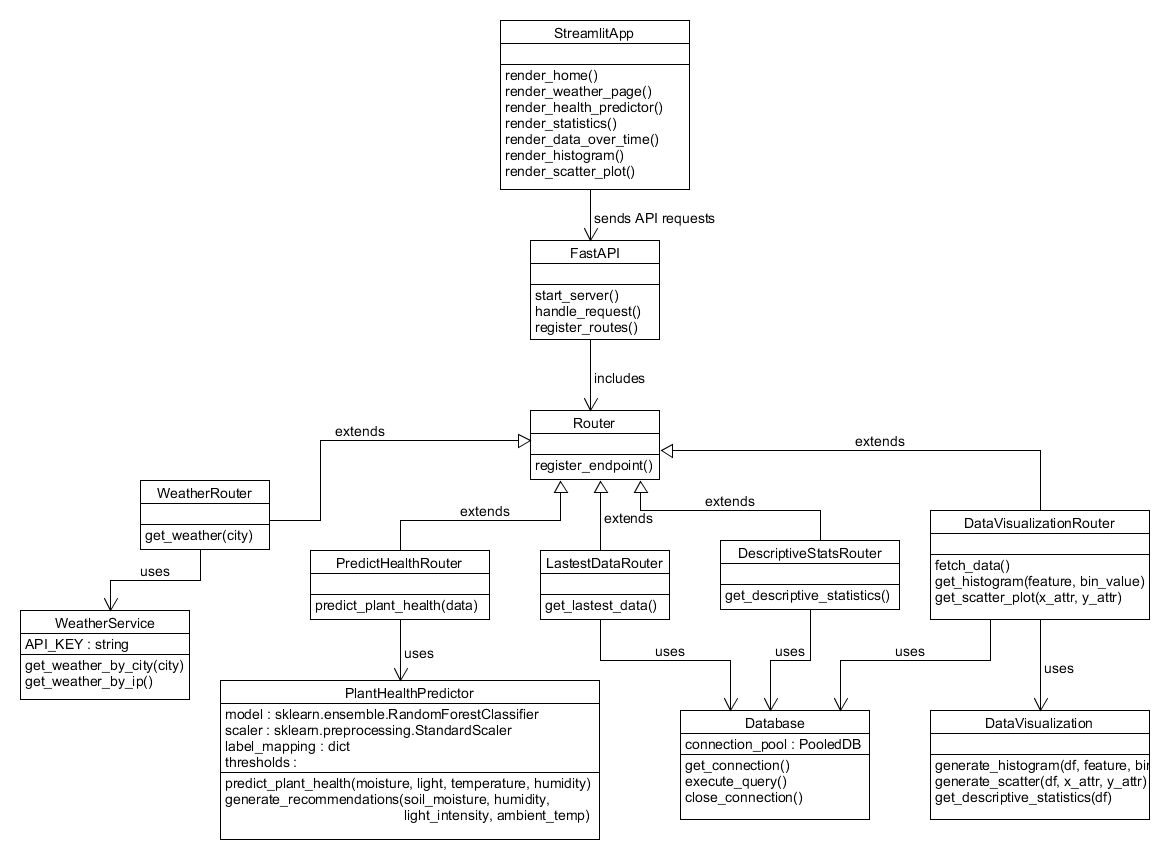 StreamlitApp
render_home()
render_weather_page()
render_health_predictor()
render_statistics()
render_data_over_time()
render_histogram()
render_scatter_plot()
sends API requests
FastAPI
start_server()
handle_request()
register_routes()
includes
Router
register_endpoint()
extends
extends
extends
extends
extends
WeatherRouter
get_weather(city)
PredictHealthRouter
predict_plant_health(data)
LastestDataRouter
get_lastest_data()
DescriptiveStatsRouter
get_descriptive_statistics()
DataVisualizationRouter
fetch_data()
get_histogram(feature, bin_value)
get_scatter_plot(x_attr, y_attr)
uses
uses
uses
uses
uses
uses
WeatherService
API_KEY : string
get_weather_by_city(city)
get_weather_by_ip()
PlantHealthPredictor
model : sklearn.ensemble.RandomForestClassifier
scaler : sklearn.preprocessing.StandardScaler
label_mapping : dict
thresholds :
predict_plant_health(moisture, light, temperature, humidity)
generate_recommendations(soil_moisture, humidity,
light_intensity, ambient_temp)
Database
connection_pool : PooledDB
get_connection()
execute_query()
close_connection()
DataVisualization
generate_histogram(df, feature, bin
generate_scatter(df, x_attr, y_attr)
get_descriptive_statistics(df)